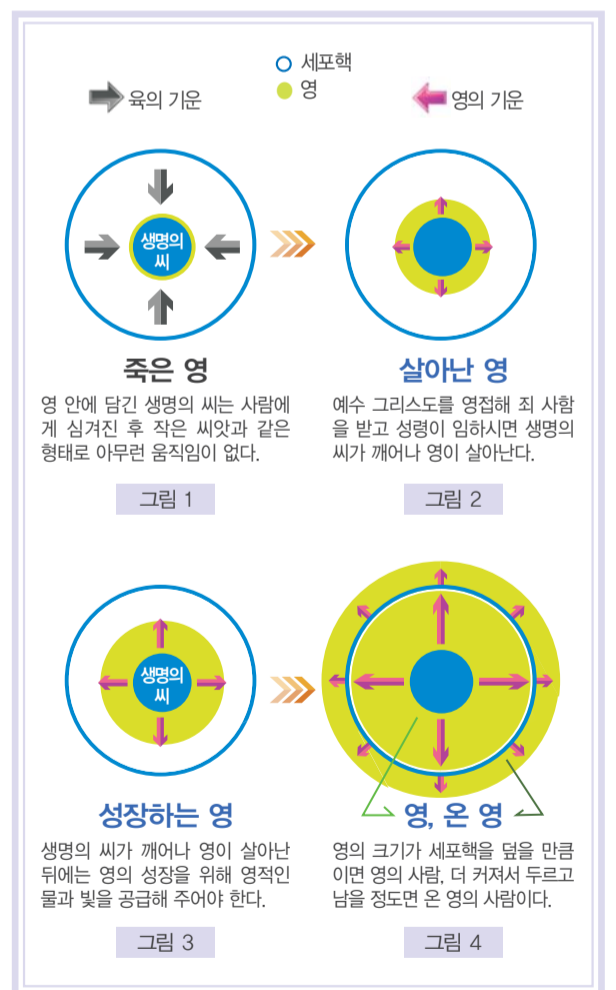 세포핵
영
육의 기운
영의 기운
생명의
씨
죽은 영
영 안에 담긴 생명의 씨는 사람에
게 심겨진 후 작은 씨앗과 같은
형태로 아무런 움직임이 없다.
그림 1
살아난 영
예수 그리스도를 영접해 죄 사함
을 받고 성령이 임하시면 생명의
씨가 깨어나 영이 살아난다.
그림 2
생명의
씨
성장하는 영
생명의 씨가 깨어나 영이 살아난
뒤에는 영의 성장을 위해 영적인
물과 빛을 공급해 주어야 한다.
그림 3
영, 온 영
영의 크기가 세포핵을 덮을 만큼
이면 영의 사람, 더 커져서 두르고
남을 정도면 온 영의 사람이다.
그림 4